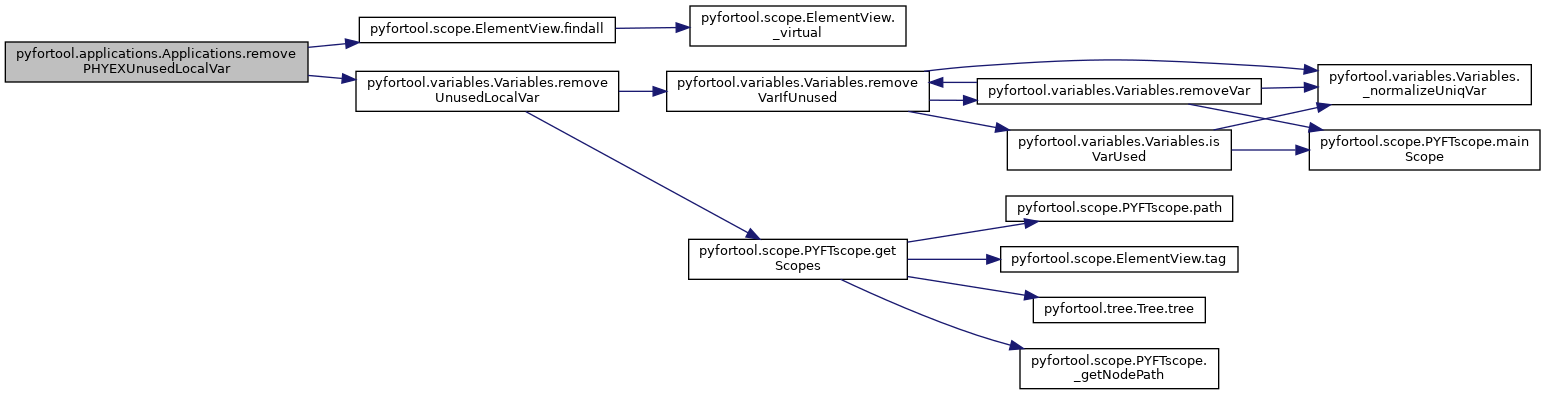 pyfortool.applications.Applications.remove
PHYEXUnusedLocalVar
pyfortool.scope.ElementView.findall
pyfortool.scope.ElementView.
_virtual
pyfortool.variables.Variables.remove
UnusedLocalVar
pyfortool.variables.Variables.remove
VarIfUnused
pyfortool.variables.Variables.removeVar
pyfortool.variables.Variables.
_normalizeUniqVar
pyfortool.variables.Variables.is
VarUsed
pyfortool.scope.PYFTscope.main
Scope
pyfortool.scope.PYFTscope.get
Scopes
pyfortool.scope.PYFTscope.path
pyfortool.scope.ElementView.tag
pyfortool.tree.Tree.tree
pyfortool.scope.PYFTscope.
_getNodePath